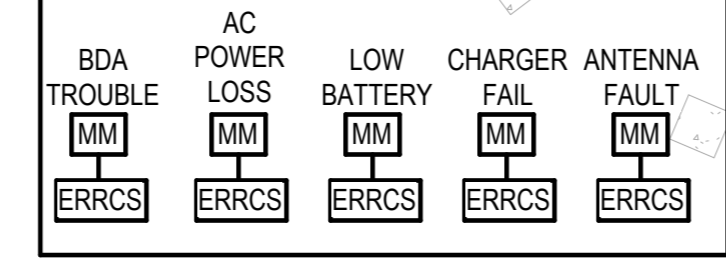 BDA
TROUBLE
AC
POWER
LOSS
LOW
BATTERY
CHARGER
FAIL
ANTENNA
FAULT
MM
MM
MM
MM
MM
ERRCS
ERRCS
ERRCS
ERRCS
ERRCS